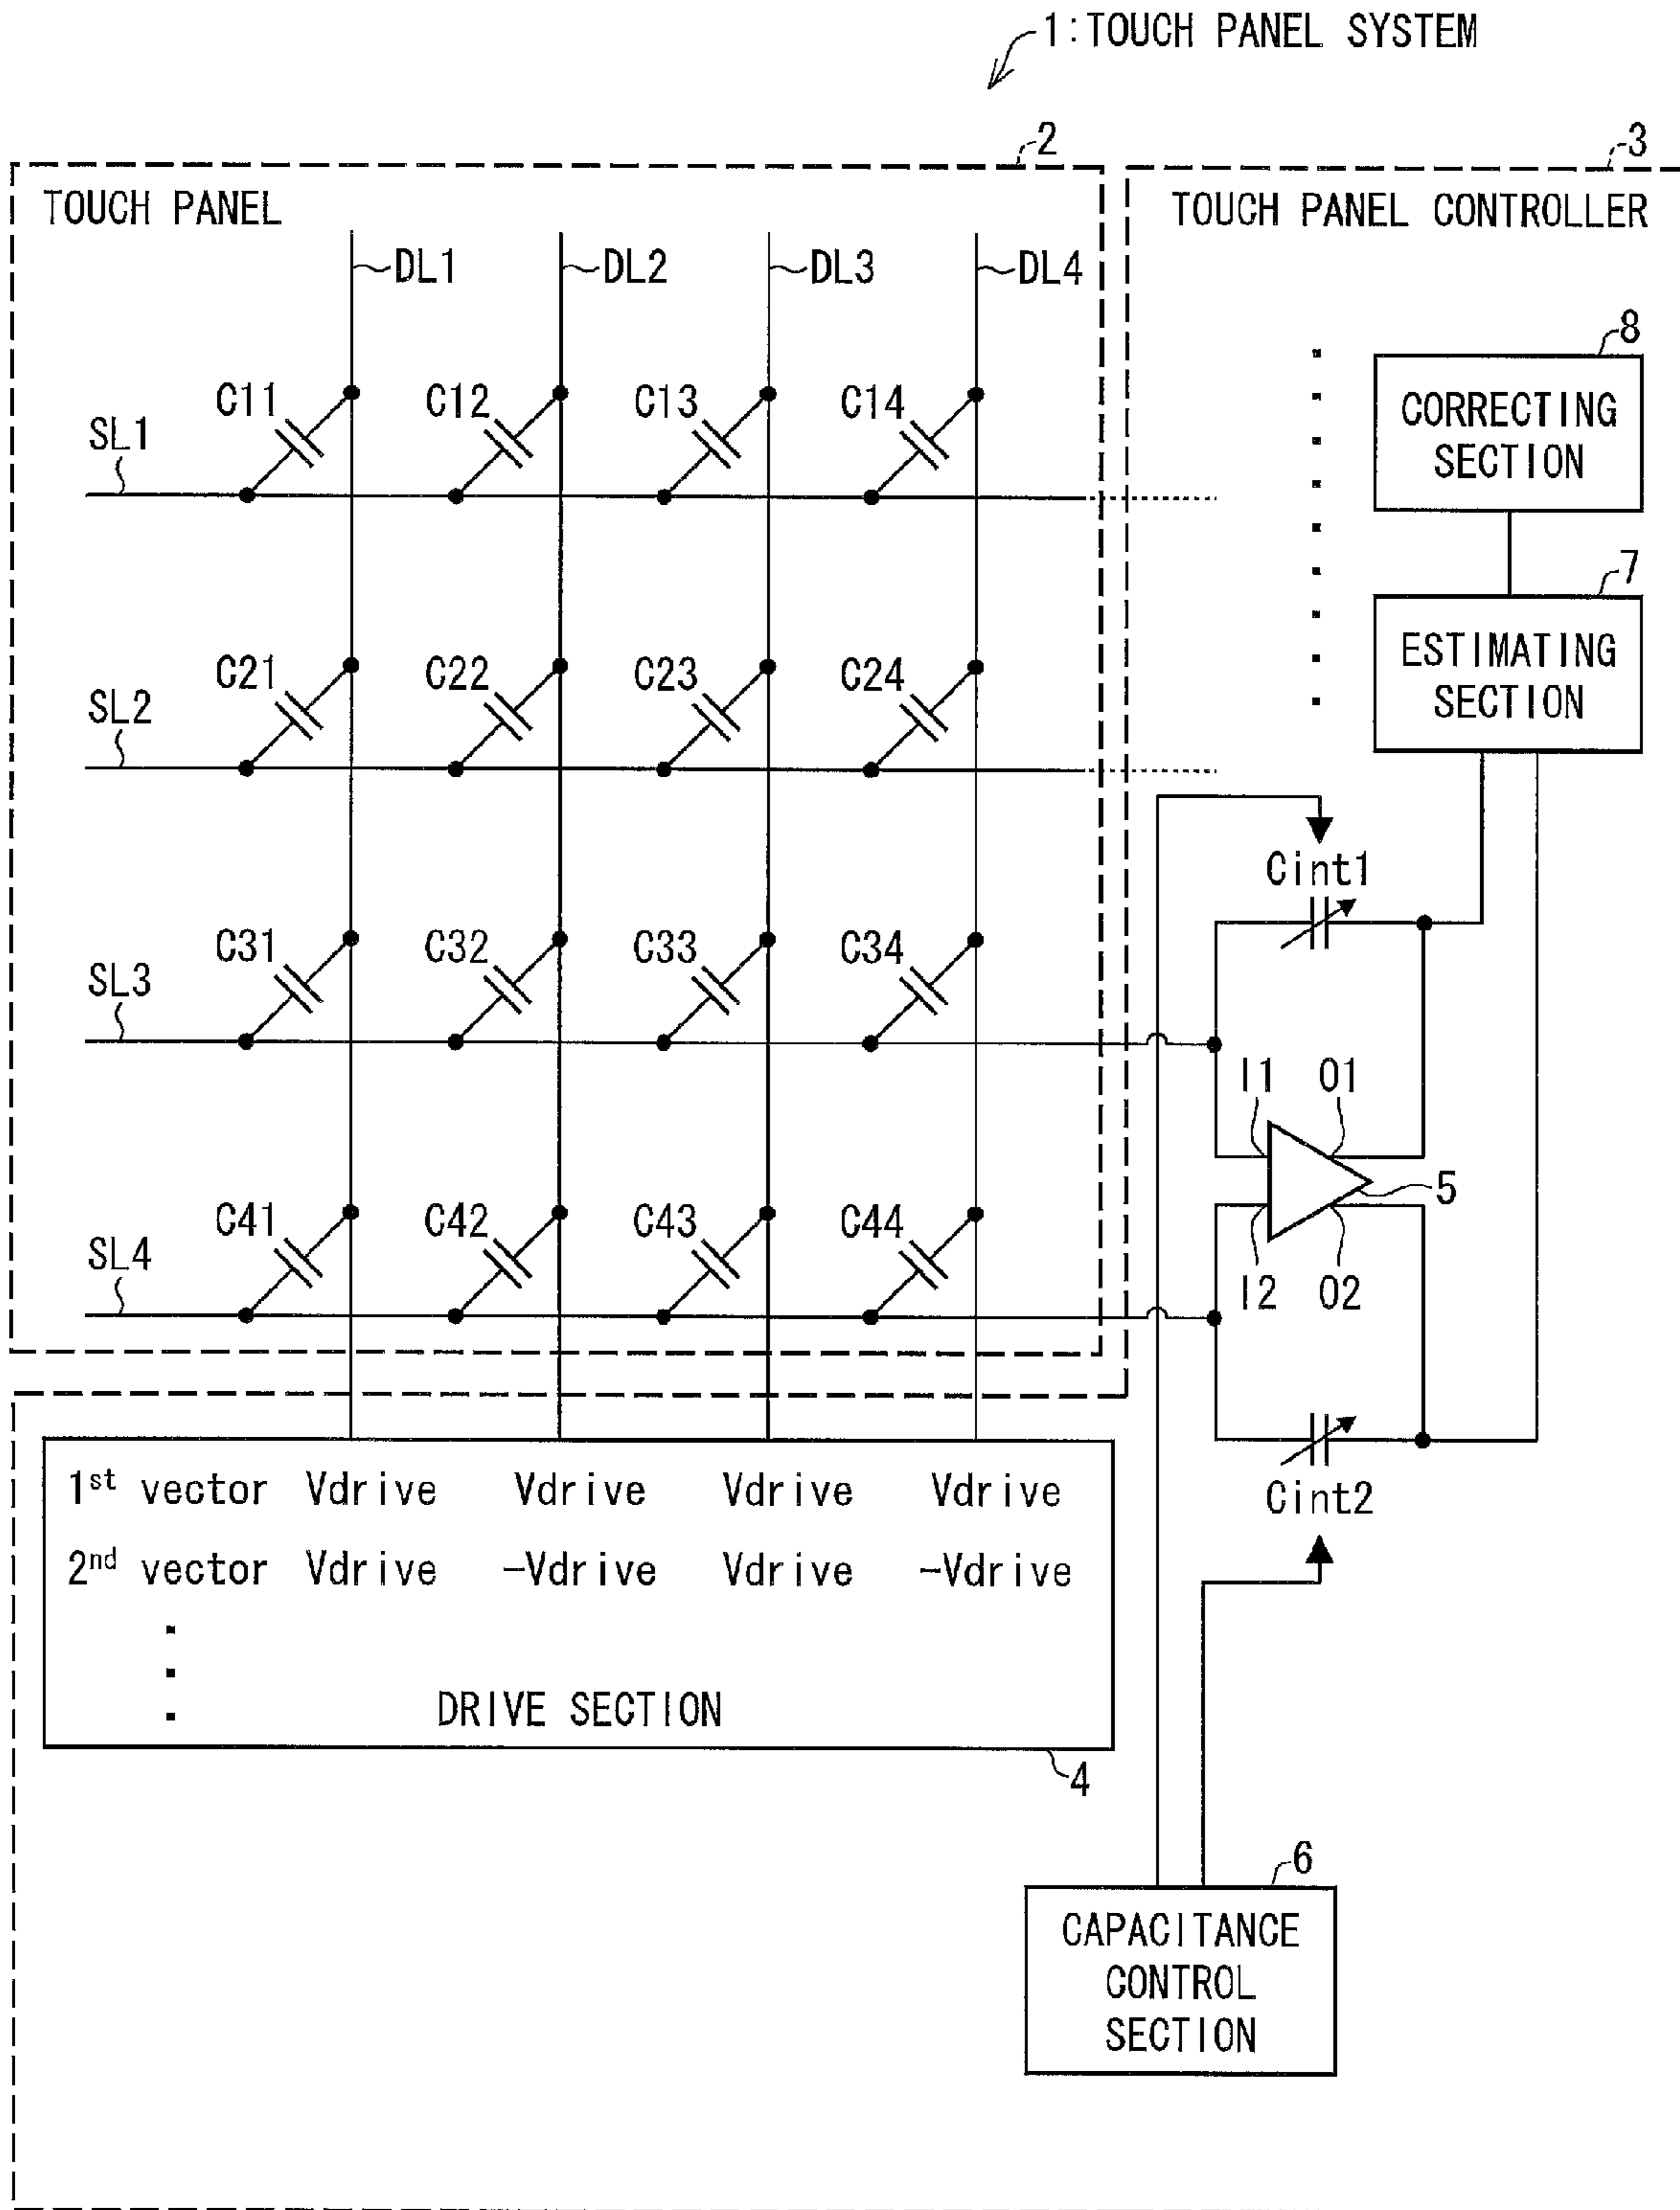 1:TOUCH PANEL SYSTEM
2
3
TOUCH PANEL
TOUCH PANEL CONTROLLER
DL1
DL2
DL3
DL4
8
CORRECTING
SECTION
C11
C12
C13
C14
SL1
7
ESTIMATING
SECTION
C21
C22
C23
C24
SL2
Cint1
C31
C32
C33
C34
SL3
I1
O1
5
C41
C42
C43
C44
SL4
I2
O2
Cint2
1st vector Vdrive Vdrive Vdrive Vdrive
2nd vector Vdrive -Vdrive Vdrive -Vdrive
DRIVE SECTION
4
6
CAPACITANCE
CONTROL
SECTION